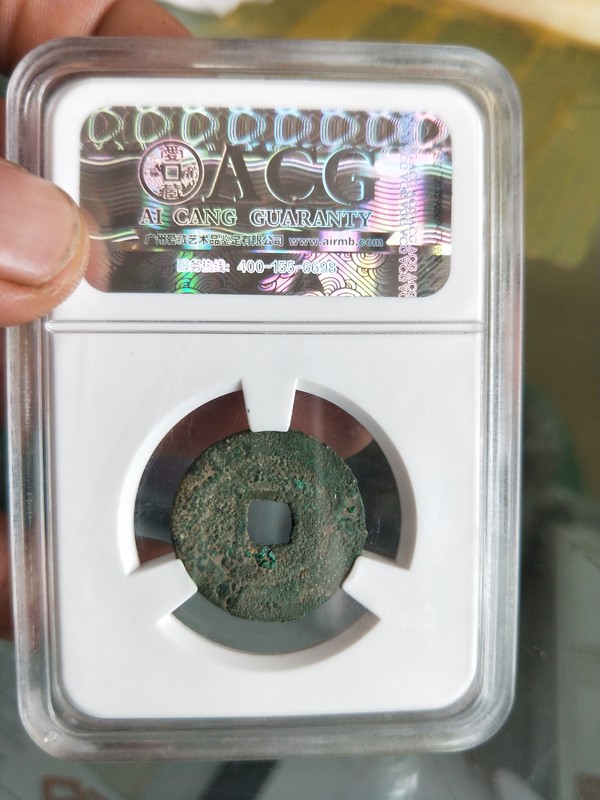 ACG
AI CANG GUARANTY
广州爱藏艺术品鉴定有限公司 www.airmb.com
服务热线: 400-155-6698